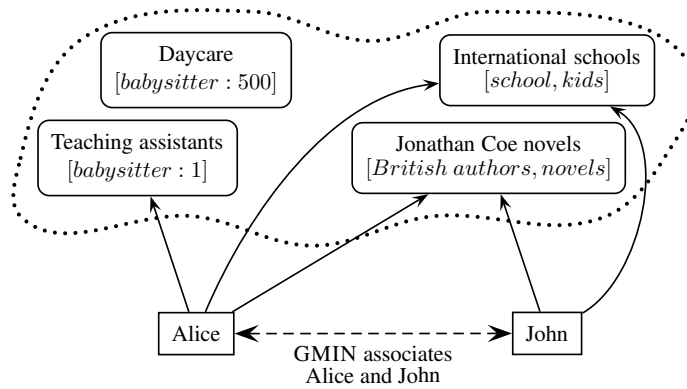 Daycare
[babysitter : 500]
International schools
[school, kids]
Teaching assistants
[babysitter : 1]
Jonathan Coe novels
[British authors, novels]
Alice
John
GMIN associates
Alice and John